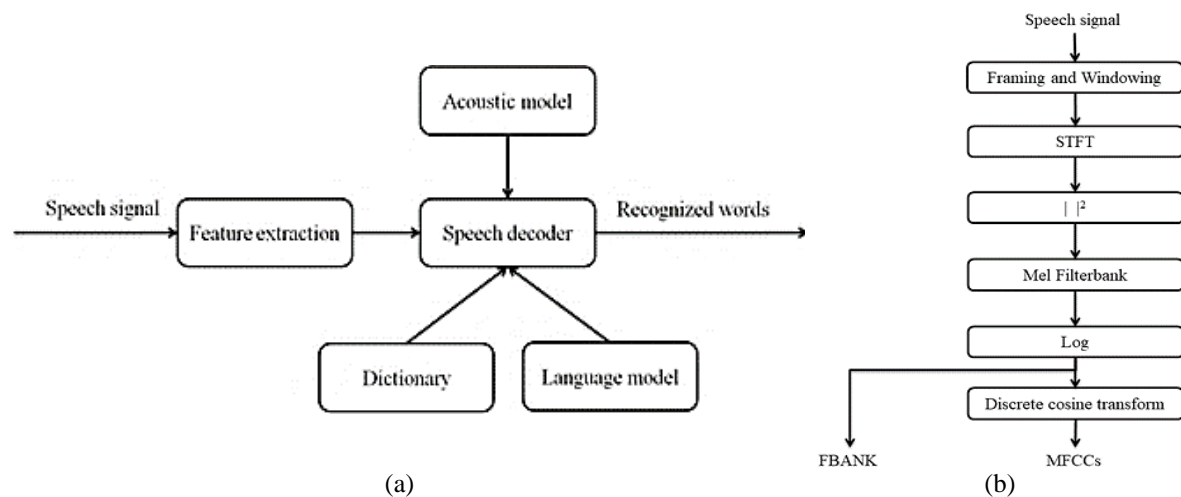 Acoustic model
Speech signal
Feature extraction
Speech decoder
Recognized words
Dictionary
Language model
(a)
Speech signal
Framing and Windowing
STFT
| |²
Mel Filterbank
Log
Discrete cosine transform
FBANK
MFCCs
(b)